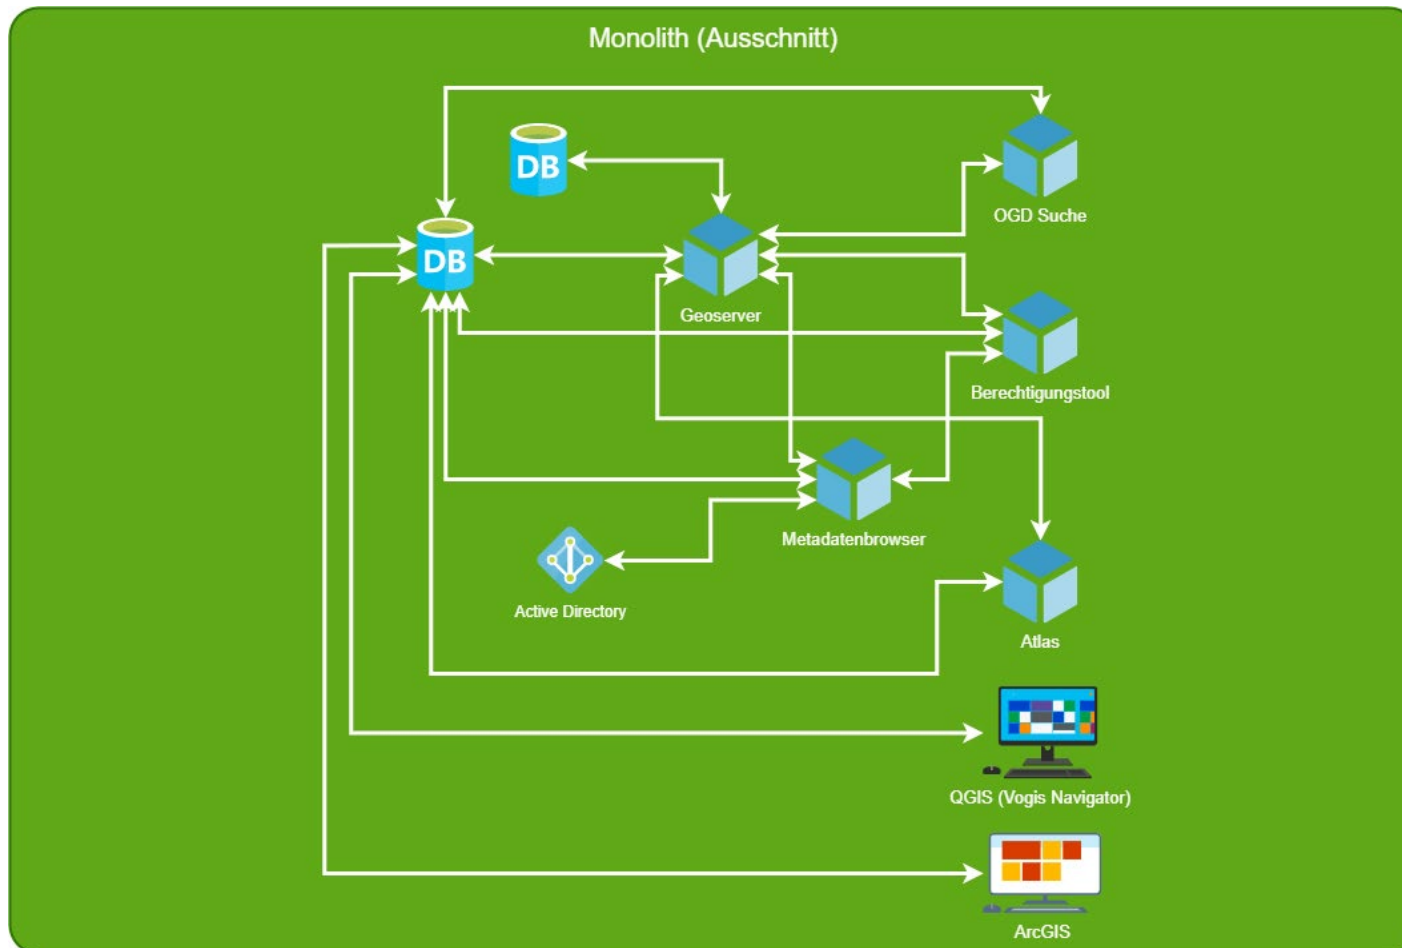 Monolith (Ausschnitt)
DB
OGD Suche
DB
Geoserver
Berechtigungstool
Metadatenbrowser
Active Directory
Atlas
QGIS (Vogis Navigator)
ArcGIS